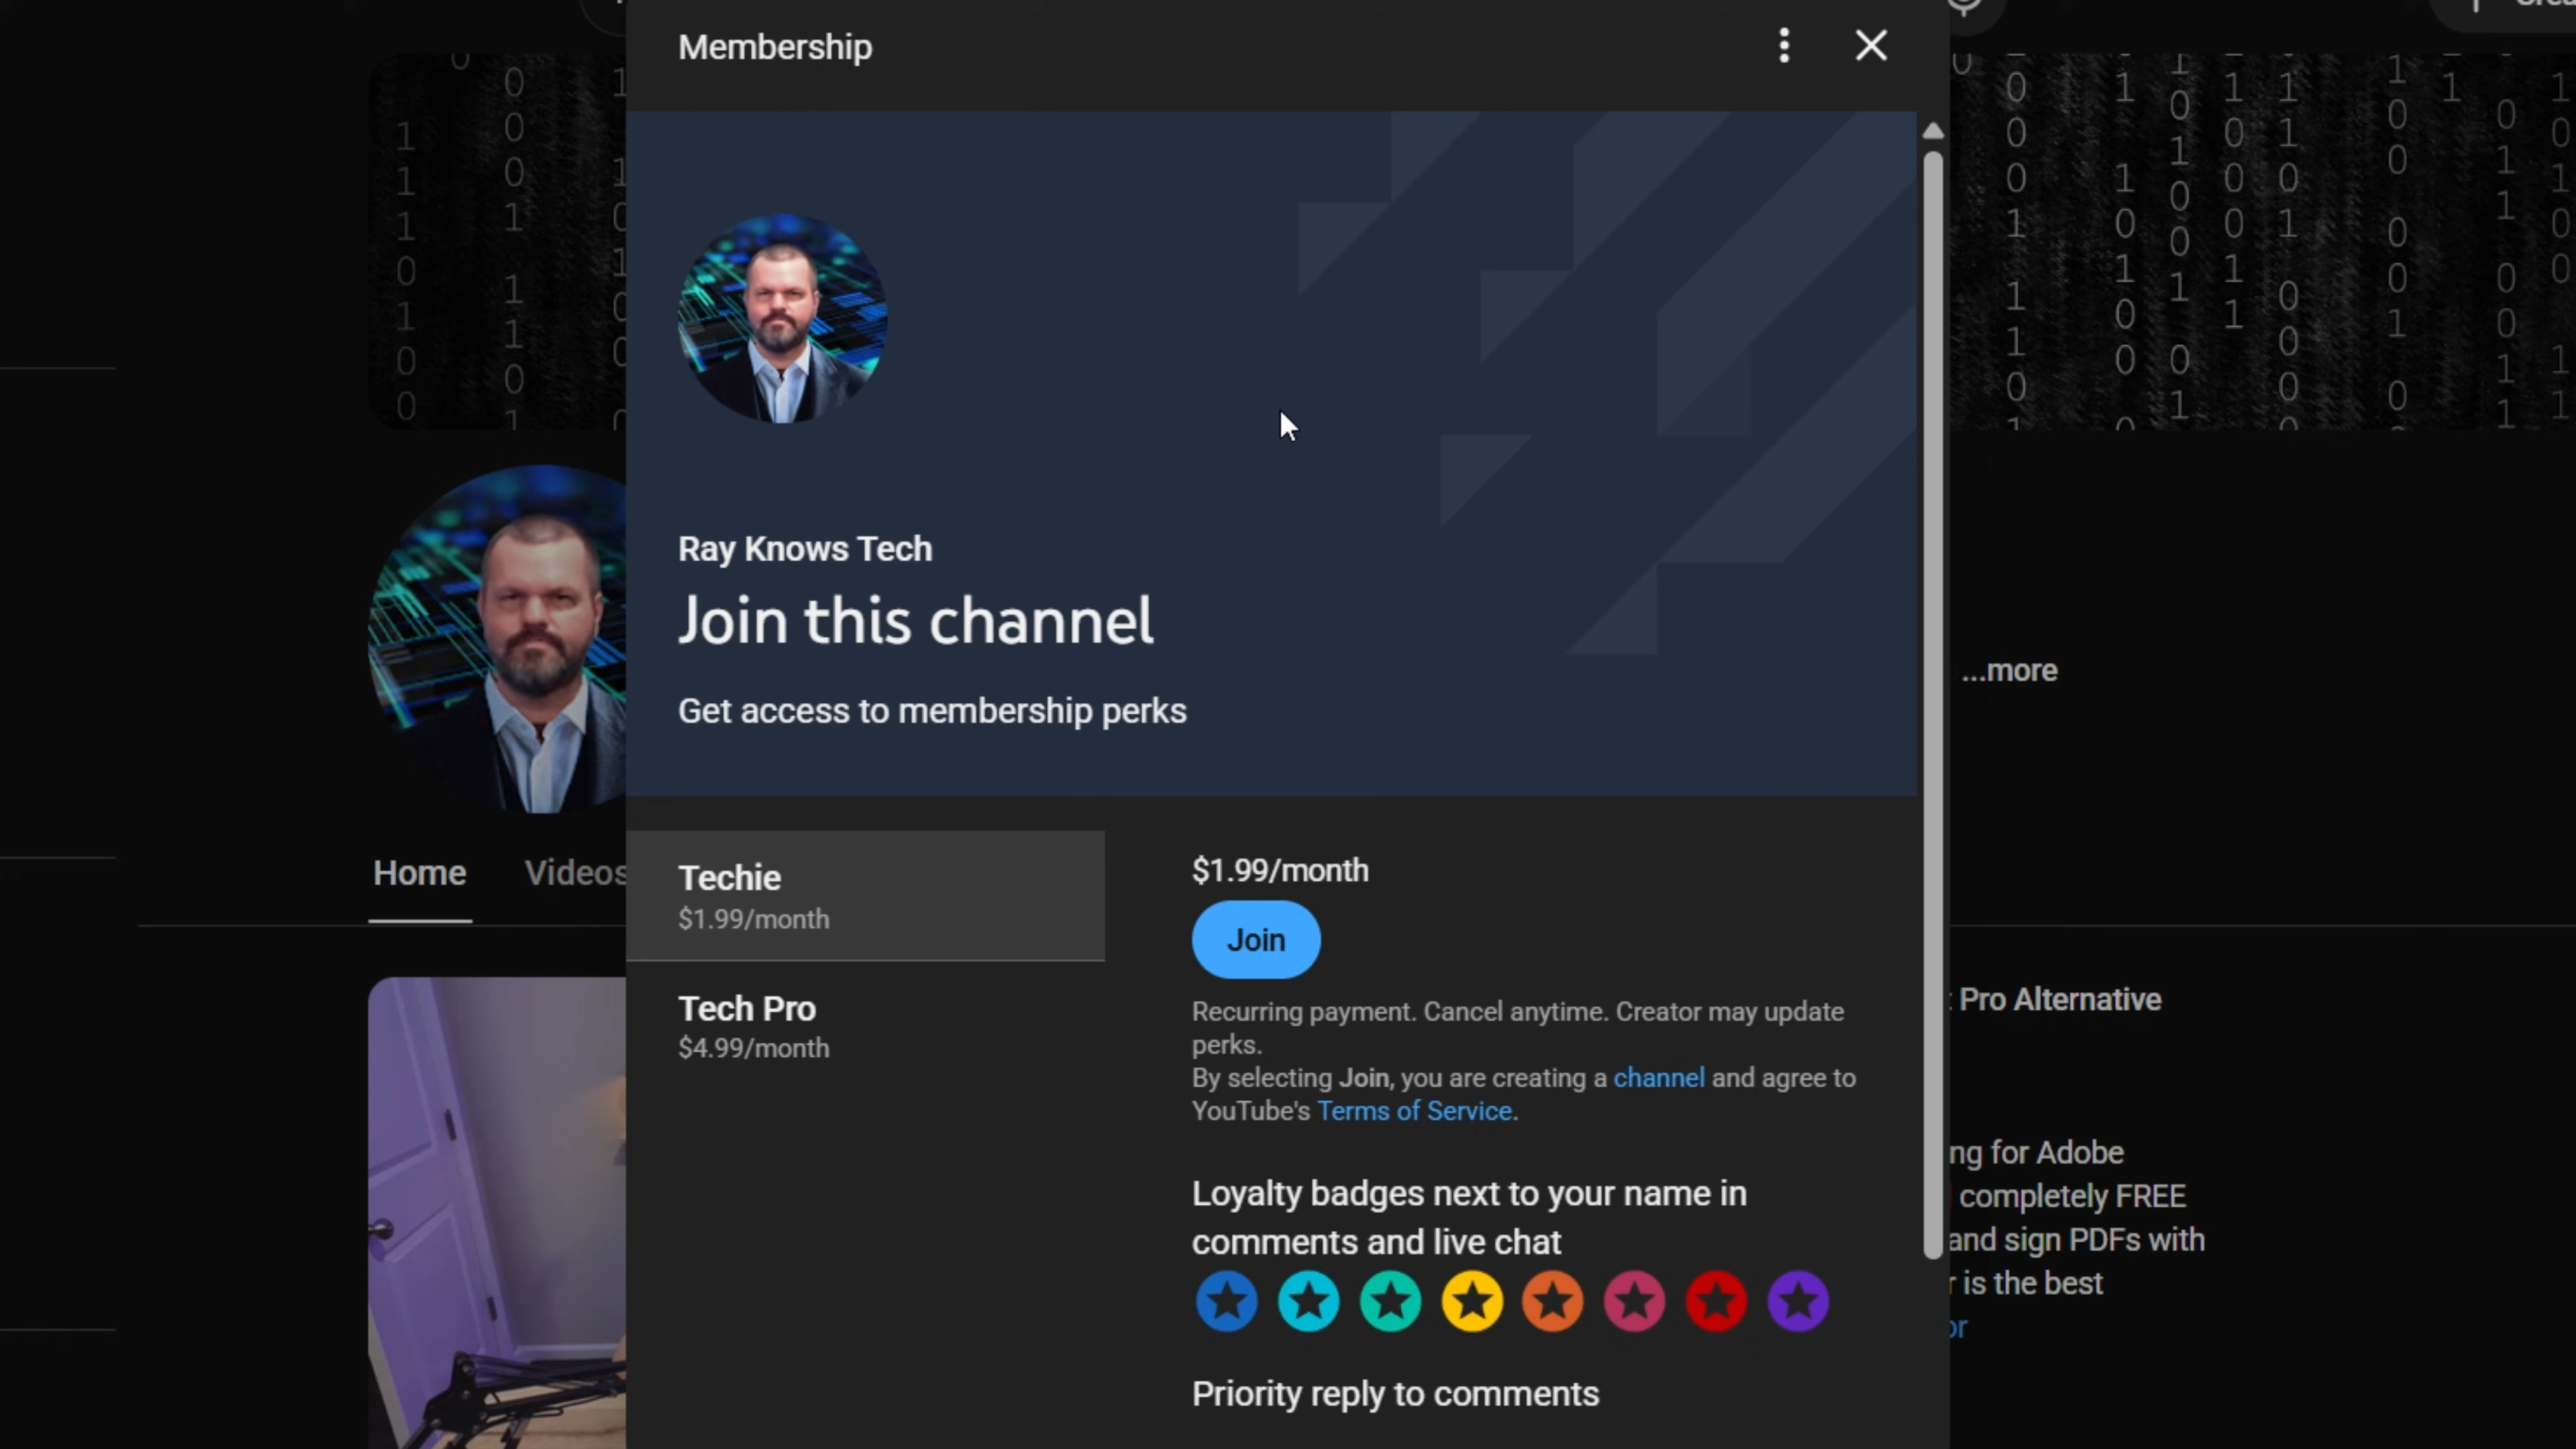 Membership
Ray Knows Tech
Join this channel
Get access to membership perks
...more
Home
Videos
Techie
$1.99/month
Tech Pro
$4.99/month
$1.99/month
Join
Recurring payment. Cancel anytime. Creator may update
perks.
By selecting Join, you are creating a channel and agree to
YouTube's Terms of Service.
Loyalty badges next to your name in
comments and live chat
Priority reply to comments
Pro Alternative
ng for Adobe
completely FREE
and sign PDFs with
r is the best
or